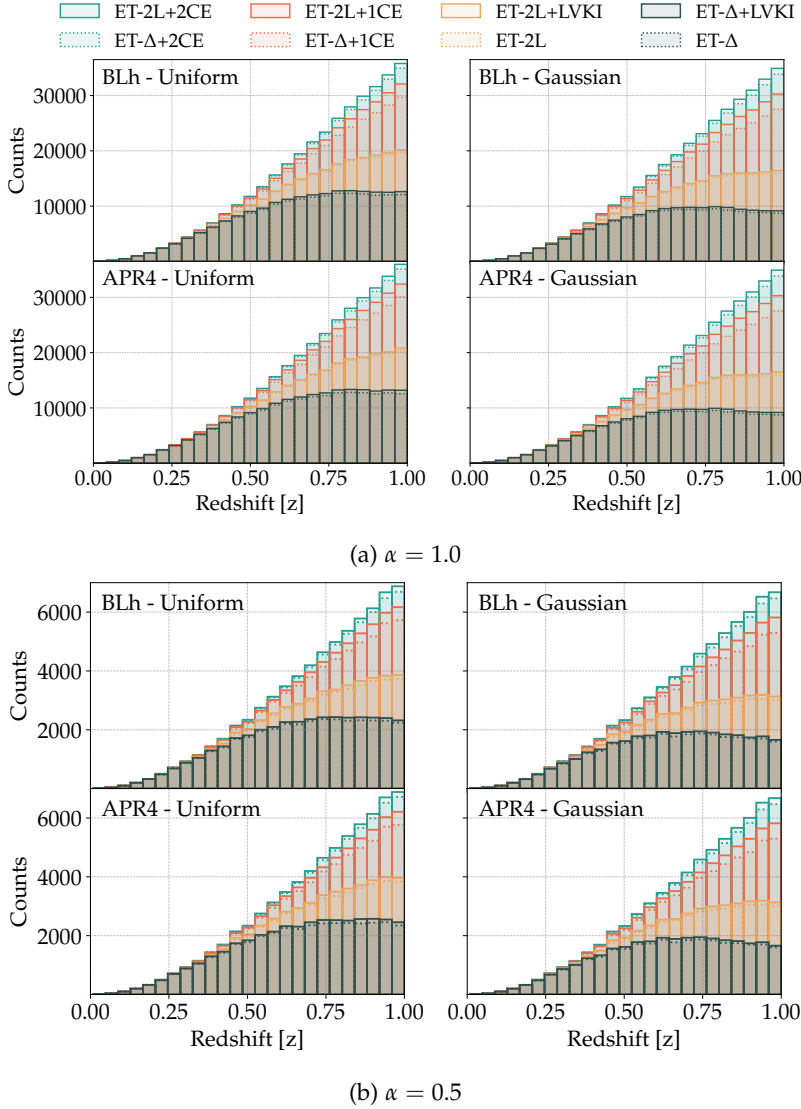 ET-2L+2CE ET-2L+1CE ET-2L+LVKI ET-Δ+LVKI
ET-Δ+2CE ET-Δ+1CE ET-2L ET-Δ
BLh - Uniform BLh - Gaussian
30000
20000
10000
Counts
APR4 - Uniform APR4 - Gaussian
30000
20000
10000
Counts
0.00 0.25 0.50 0.75 1.00 0.00 0.25 0.50 0.75 1.00
Redshift [z] Redshift [z]
(a) α = 1.0
BLh - Uniform BLh - Gaussian
6000
4000
2000
Counts
APR4 - Uniform APR4 - Gaussian
6000
4000
2000
Counts
0.00 0.25 0.50 0.75 1.00 0.00 0.25 0.50 0.75 1.00
Redshift [z] Redshift [z]
(b) α = 0.5